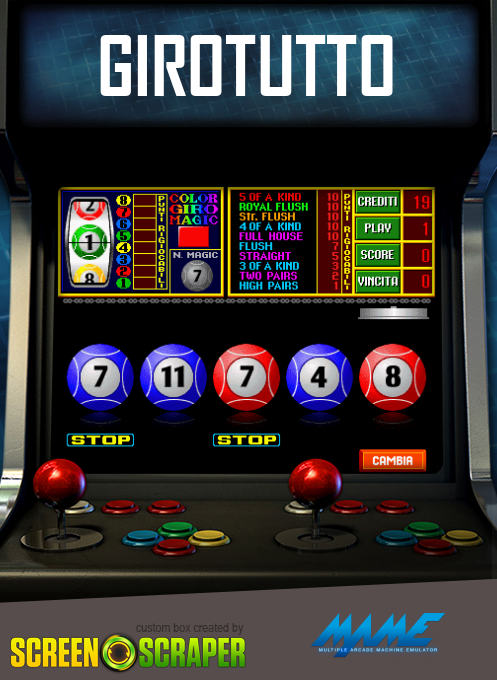 GIROTUTTO
2
1
8
8
7
6
5
4
3
2
1
PUNTI RIGIOCABILI
COLOR
GIRO
MAGIC
N. MAGIC
7
5 OF A KIND
ROYAL FLUSH
Str. FLUSH
4 OF A KIND
FULL HOUSE
FLUSH
STRAIGHT
3 OF A KIND
TWO PAIRS
HIGH PAIRS
PUNTI RIGIOCABILI
CREDITI 19
PLAY 1
SCORE 0
VINCITA 0
7 11 7 4 8
STOP STOP
CAMBIA
custom box created by
SCREEN SCRAPER
MAME
MULTIPLE ARCADE MACHINE EMULATOR